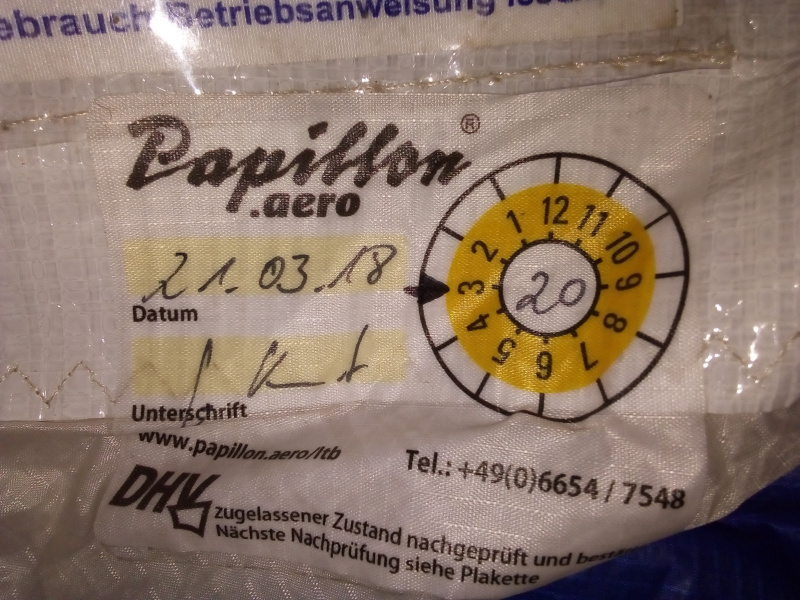 Betriebsanweisung
Papillon®
.aero
21.03.18
Datum
Unterschrift
www.papillon.aero/ltb
12 11 10 9 8 7 6 5 4 3 2 1
20
Tel.: +49(0)6654 / 7548
DHV
zugelassener Zustand nachgeprüft und
Nächste Nachprüfung siehe Plakette